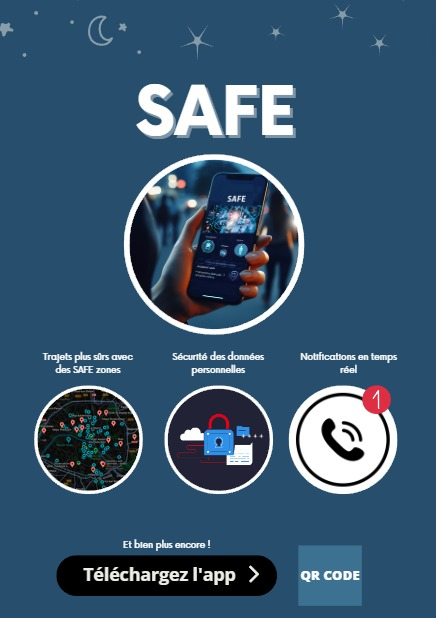 SAFE
SAFE
Trajets plus sûrs avec
des SAFE zones
Sécurité des données
personnelles
Notifications en temps
réel
1
Et bien plus encore !
Téléchargez l'app
QR CODE